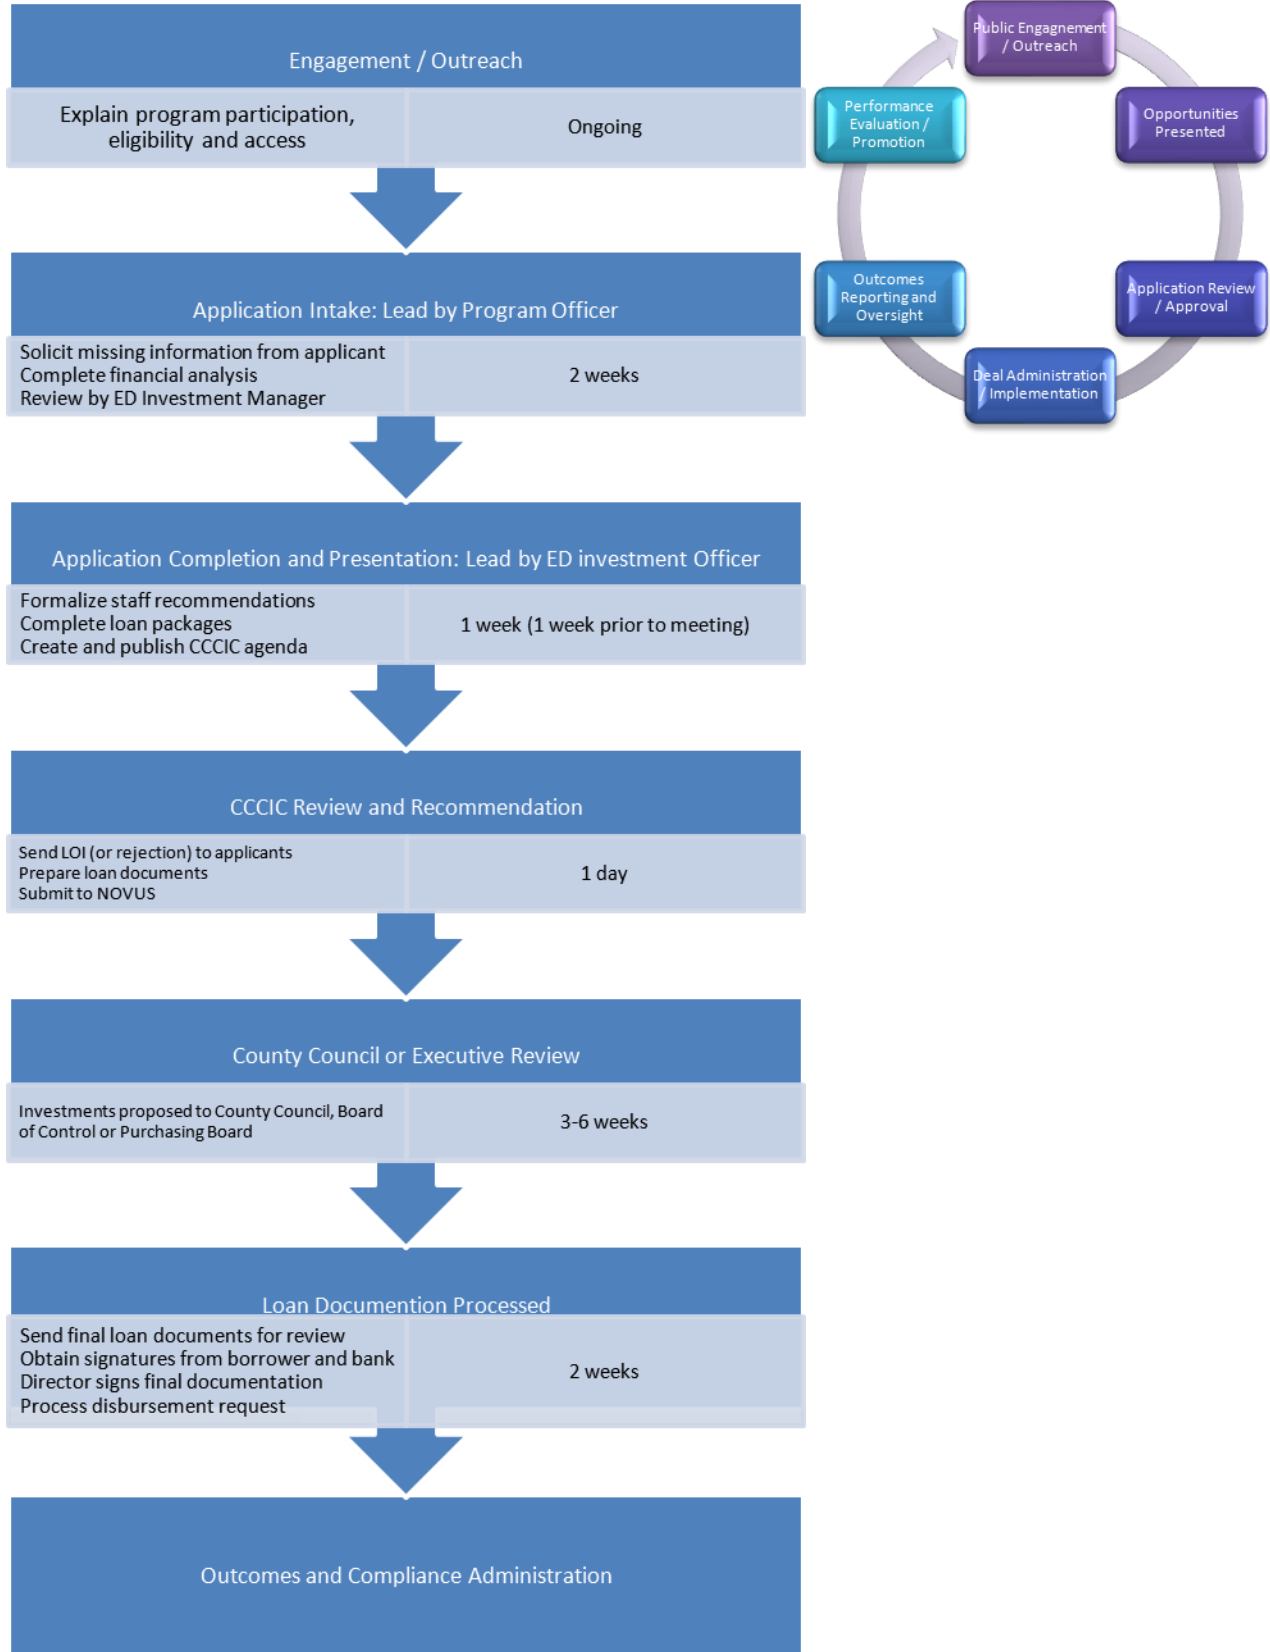 Engagement / Outreach
Explain program participation,
eligibility and access
Ongoing
Application Intake: Lead by Program Officer
Solicit missing information from applicant
Complete financial analysis
Review by ED Investment Manager
2 weeks
Application Completion and Presentation: Lead by ED investment Officer
Formalize staff recommendations
Complete loan packages
Create and publish CCCIC agenda
1 week (1 week prior to meeting)
CCCIC Review and Recommendation
Send LOI (or rejection) to applicants
Prepare loan documents
Submit to NOVUS
1 day
County Council or Executive Review
Investments proposed to County Council, Board
of Control or Purchasing Board
3-6 weeks
Loan Documention Processed
Send final loan documents for review
Obtain signatures from borrower and bank
Director signs final documentation
Process disbursement request
2 weeks
Outcomes and Compliance Administration
Public Engagnement
/ Outreach
Opportunities
Presented
Application Review
/ Approval
Deal Administration
/ Implementation
Outcomes
Reporting and
Oversight
Performance
Evaluation /
Promotion